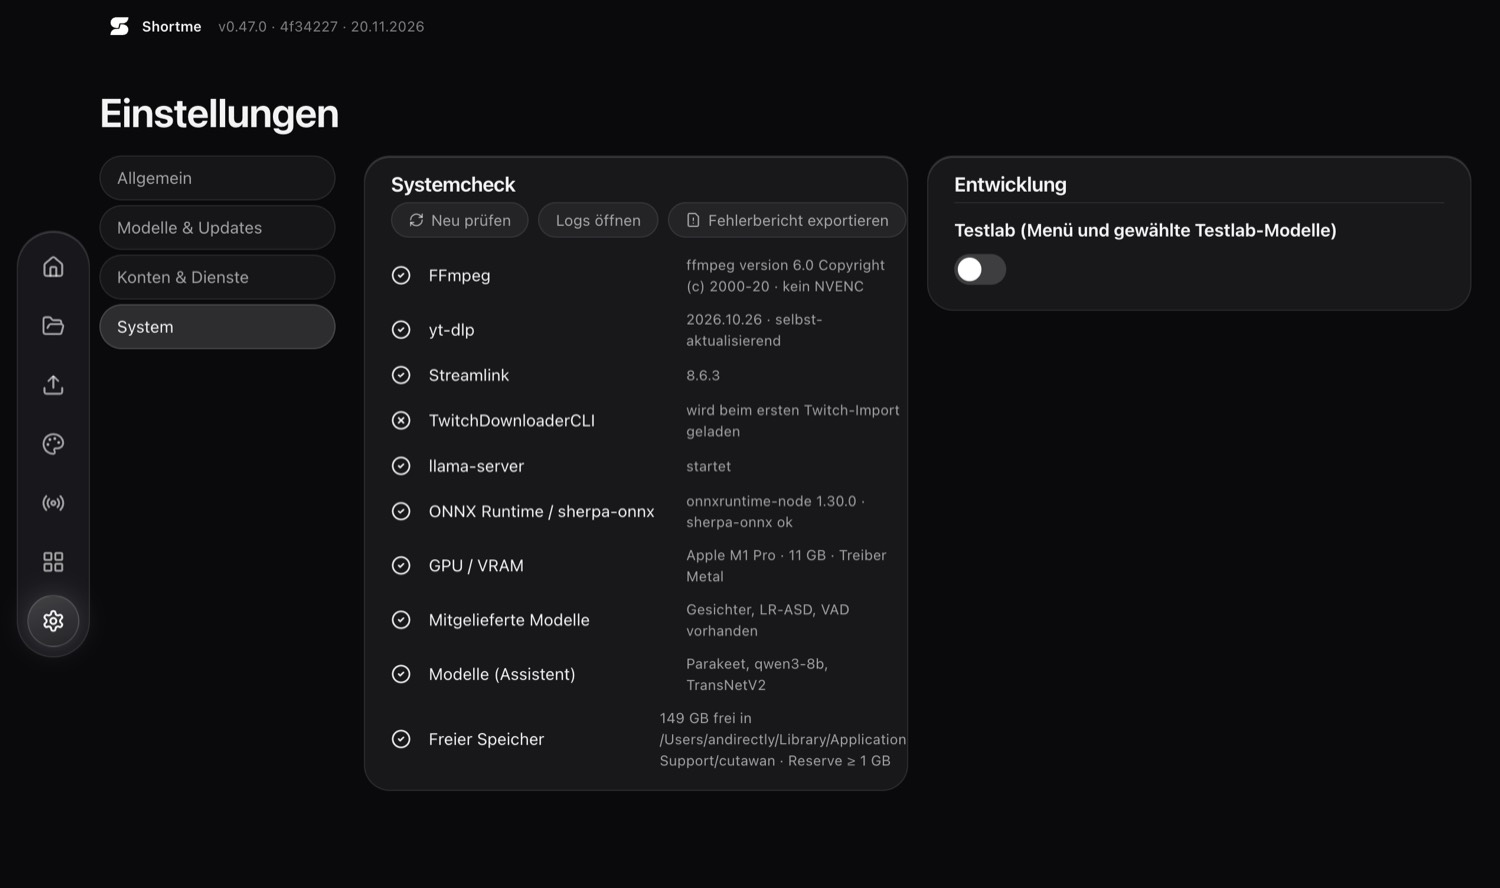 Shortme v0.47.0 · 4f34227 · 20.11.2026
Einstellungen
Allgemein
Modelle & Updates
Konten & Dienste
System
Systemcheck
Neu prüfen
Logs öffnen
Fehlerbericht exportieren
FFmpeg
ffmpeg version 6.0 Copyright
(c) 2000-20 · kein NVENC
yt-dlp
2026.10.26 · selbst-
aktualisierend
Streamlink
8.6.3
TwitchDownloaderCLI
wird beim ersten Twitch-Import
geladen
llama-server
startet
ONNX Runtime / sherpa-onnx
onnxruntime-node 1.30.0 ·
sherpa-onnx ok
GPU / VRAM
Apple M1 Pro · 11 GB · Treiber
Metal
Mitgelieferte Modelle
Gesichter, LR-ASD, VAD
vorhanden
Modelle (Assistent)
Parakeet, qwen3-8b,
TransNetV2
Freier Speicher
149 GB frei in
/Users/andirectly/Library/Application
Support/cutawan · Reserve ≥ 1 GB
Entwicklung
Testlab (Menü und gewählte Testlab-Modelle)